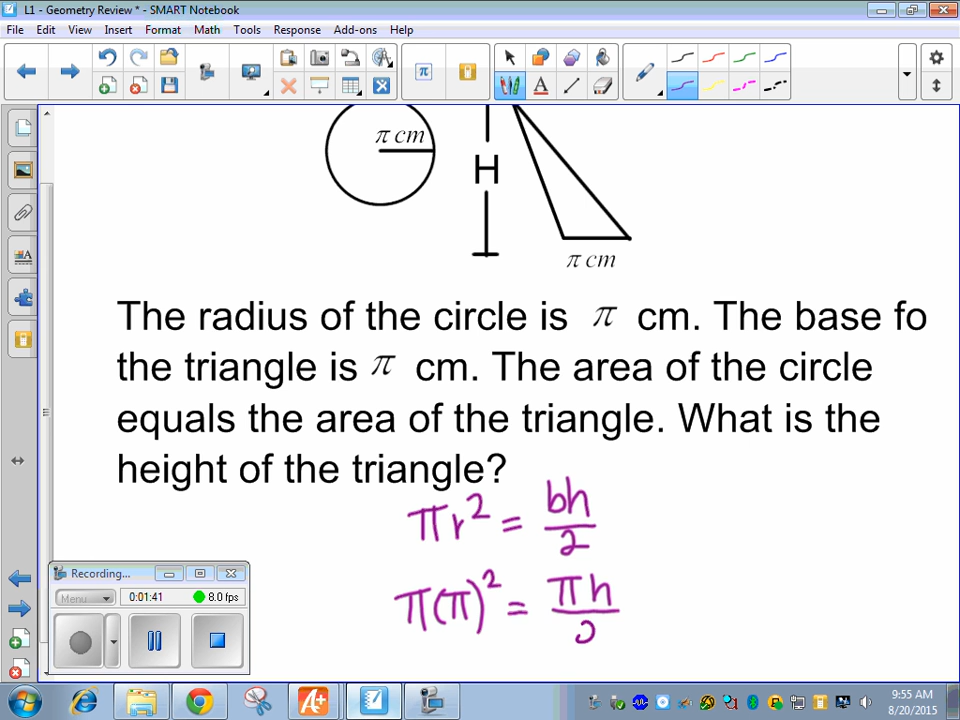 L1 - Geometry Review * - SMART Notebook
File Edit View Insert Format Math Tools Response Add-ons Help
π
A
π cm
H
π cm
The radius of the circle is π cm. The base fo
the triangle is π cm. The area of the circle
equals the area of the triangle. What is the
height of the triangle?
πr² = bh/2
π(π)² = πh/2
Recording...
Menu 0:01:41 8.0 fps
A+
9:55 AM
8/20/2015